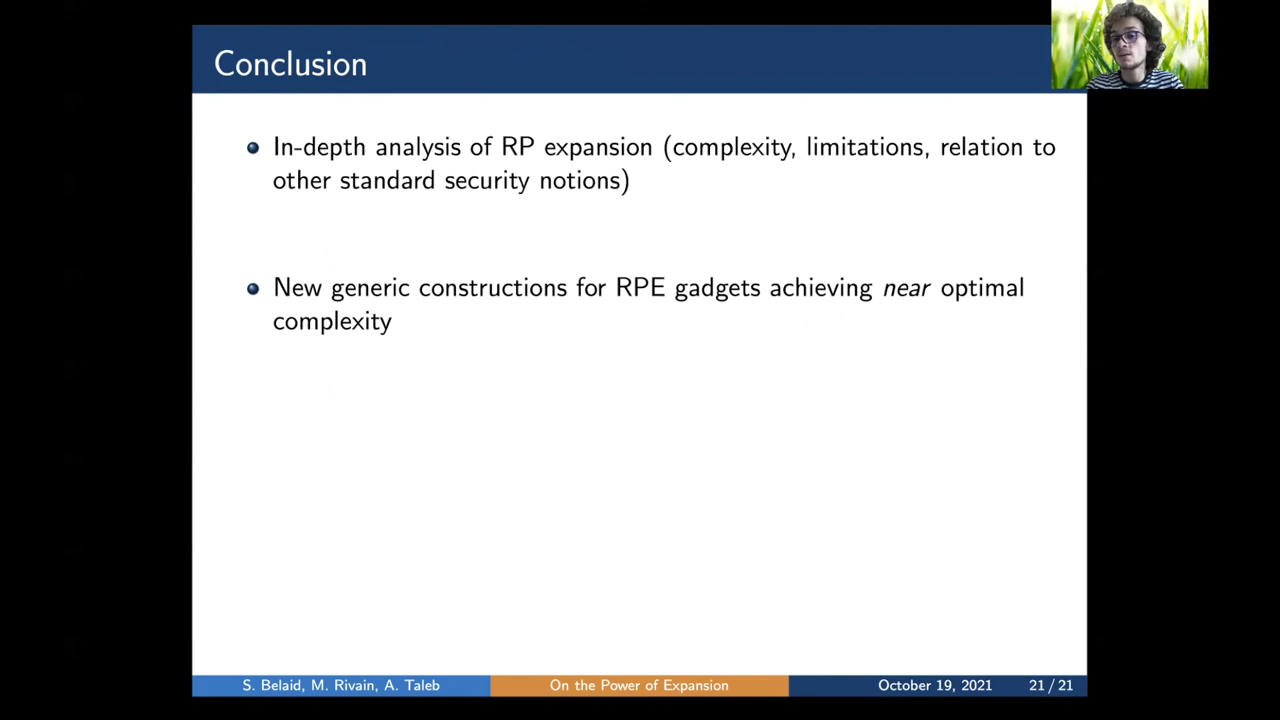 Conclusion
In-depth analysis of RP expansion (complexity, limitations, relation to
other standard security notions)
New generic constructions for RPE gadgets achieving near optimal
complexity
S. Belaid, M. Rivain, A. Taleb
On the Power of Expansion
October 19, 2021
21 / 21